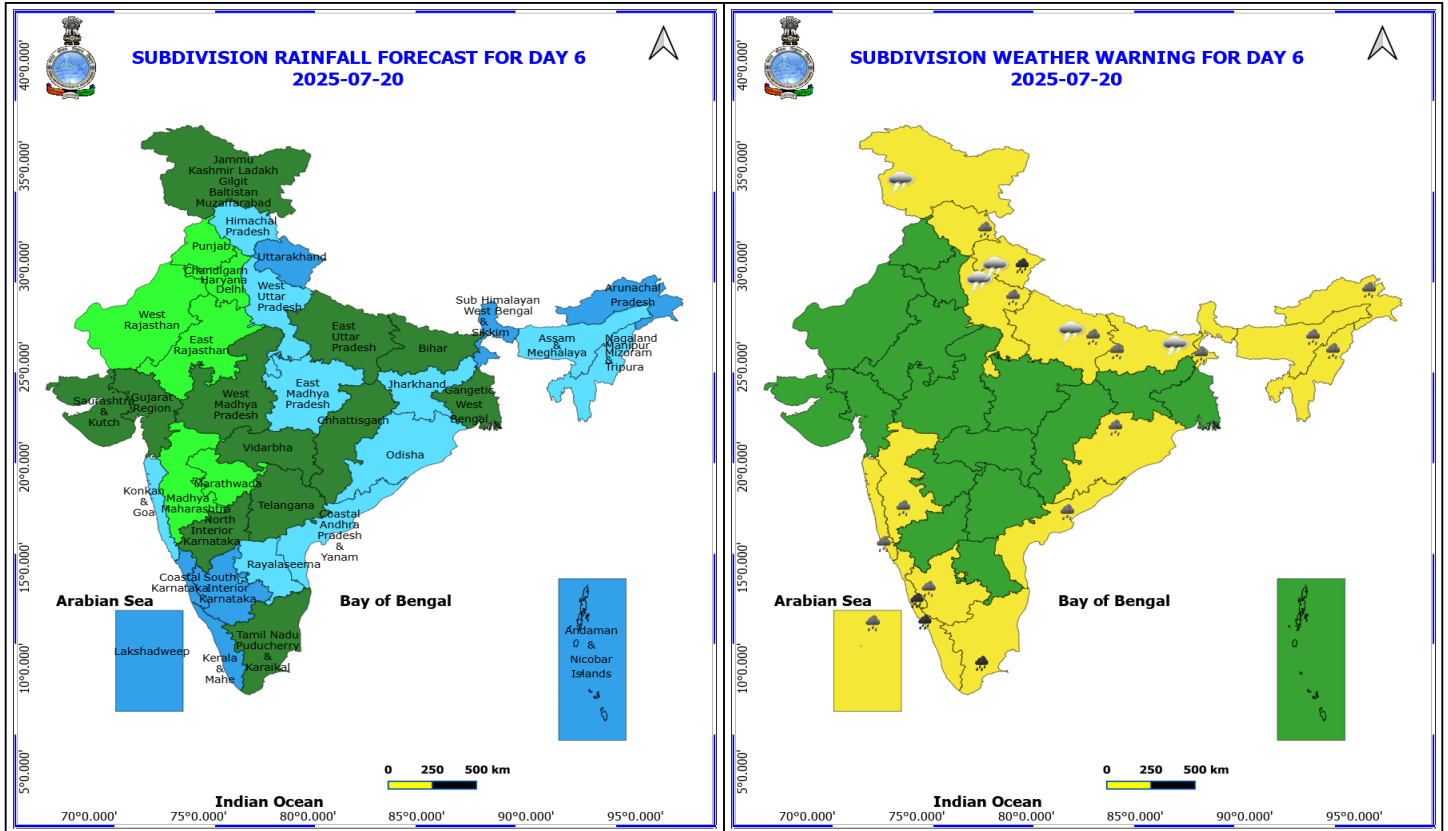 SUBDIVISION RAINFALL FORECAST FOR DAY 6
2025-07-20
40°0.000'
35°0.000'
30°0.000'
25°0.000'
20°0.000'
15°0.000'
10°0.000'
5°0.000'
Jammu
Kashmir Ladakh
Gilgit
Baltistan
Muzaffarabad
Himachal
Pradesh
Punjab
Uttarakhand
Chandigarh
Haryana
Delhi
West
Uttar
Pradesh
Arunachal
Pradesh
Sub Himalayan
West Bengal
&
Sikkim
West
Rajasthan
East
Rajasthan
East
Uttar
Pradesh
Bihar
Assam
&
Meghalaya
Nagaland
Manipur
Mizoram
&
Tripura
Saurashtra
&
Kutch
Gujarat
Region
West
Madhya
Pradesh
East
Madhya
Pradesh
Jharkhand
Gangetic
West
Bengal
Chhattisgarh
Vidarbha
Odisha
Konkan
&
Goa
Marathwada
Madhya
Maharashtra
Telangana
North
Interior
Karnataka
Coastal
Andhra
Pradesh
&
Yanam
Rayalaseema
Coastal
Karnataka
South
Interior
Karnataka
Arabian Sea
Bay of Bengal
Lakshadweep
Kerala
&
Mahe
Tamil Nadu
Puducherry
&
Karaikal
Andaman
&
Nicobar
Islands
0 250 500 km
Indian Ocean
70°0.000' 75°0.000' 80°0.000' 85°0.000' 90°0.000' 95°0.000'
SUBDIVISION WEATHER WARNING FOR DAY 6
2025-07-20
40°0.000'
35°0.000'
30°0.000'
25°0.000'
20°0.000'
15°0.000'
10°0.000'
5°0.000'
Arabian Sea
Bay of Bengal
0 250 500 km
Indian Ocean
70°0.000' 75°0.000' 80°0.000' 85°0.000' 90°0.000' 95°0.000'